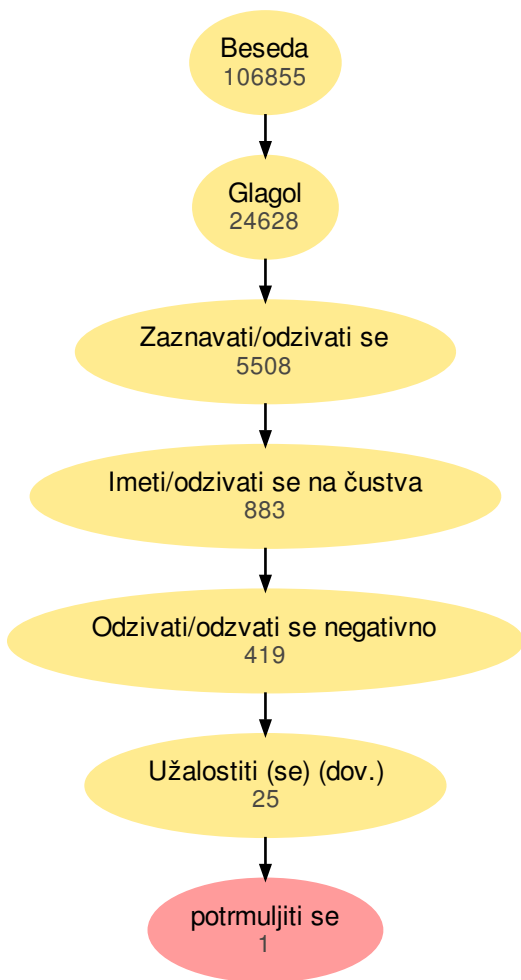 Beseda
106855
Glagol
24628
Zaznavati/odzivati se
5508
Imeti/odzivati se na čustva
883
Odzivati/odzvati se negativno
419
Užalostiti (se) (dov.)
25
potrmuljiti se
1